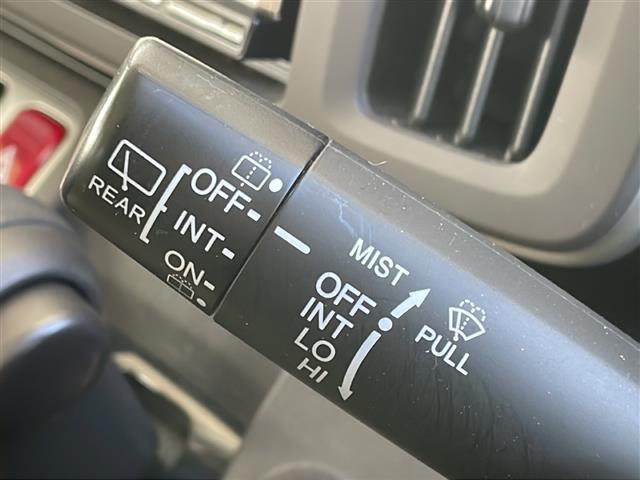 REAR
OFF
INT
ON
MIST
OFF
INT
LO
HI
PULL